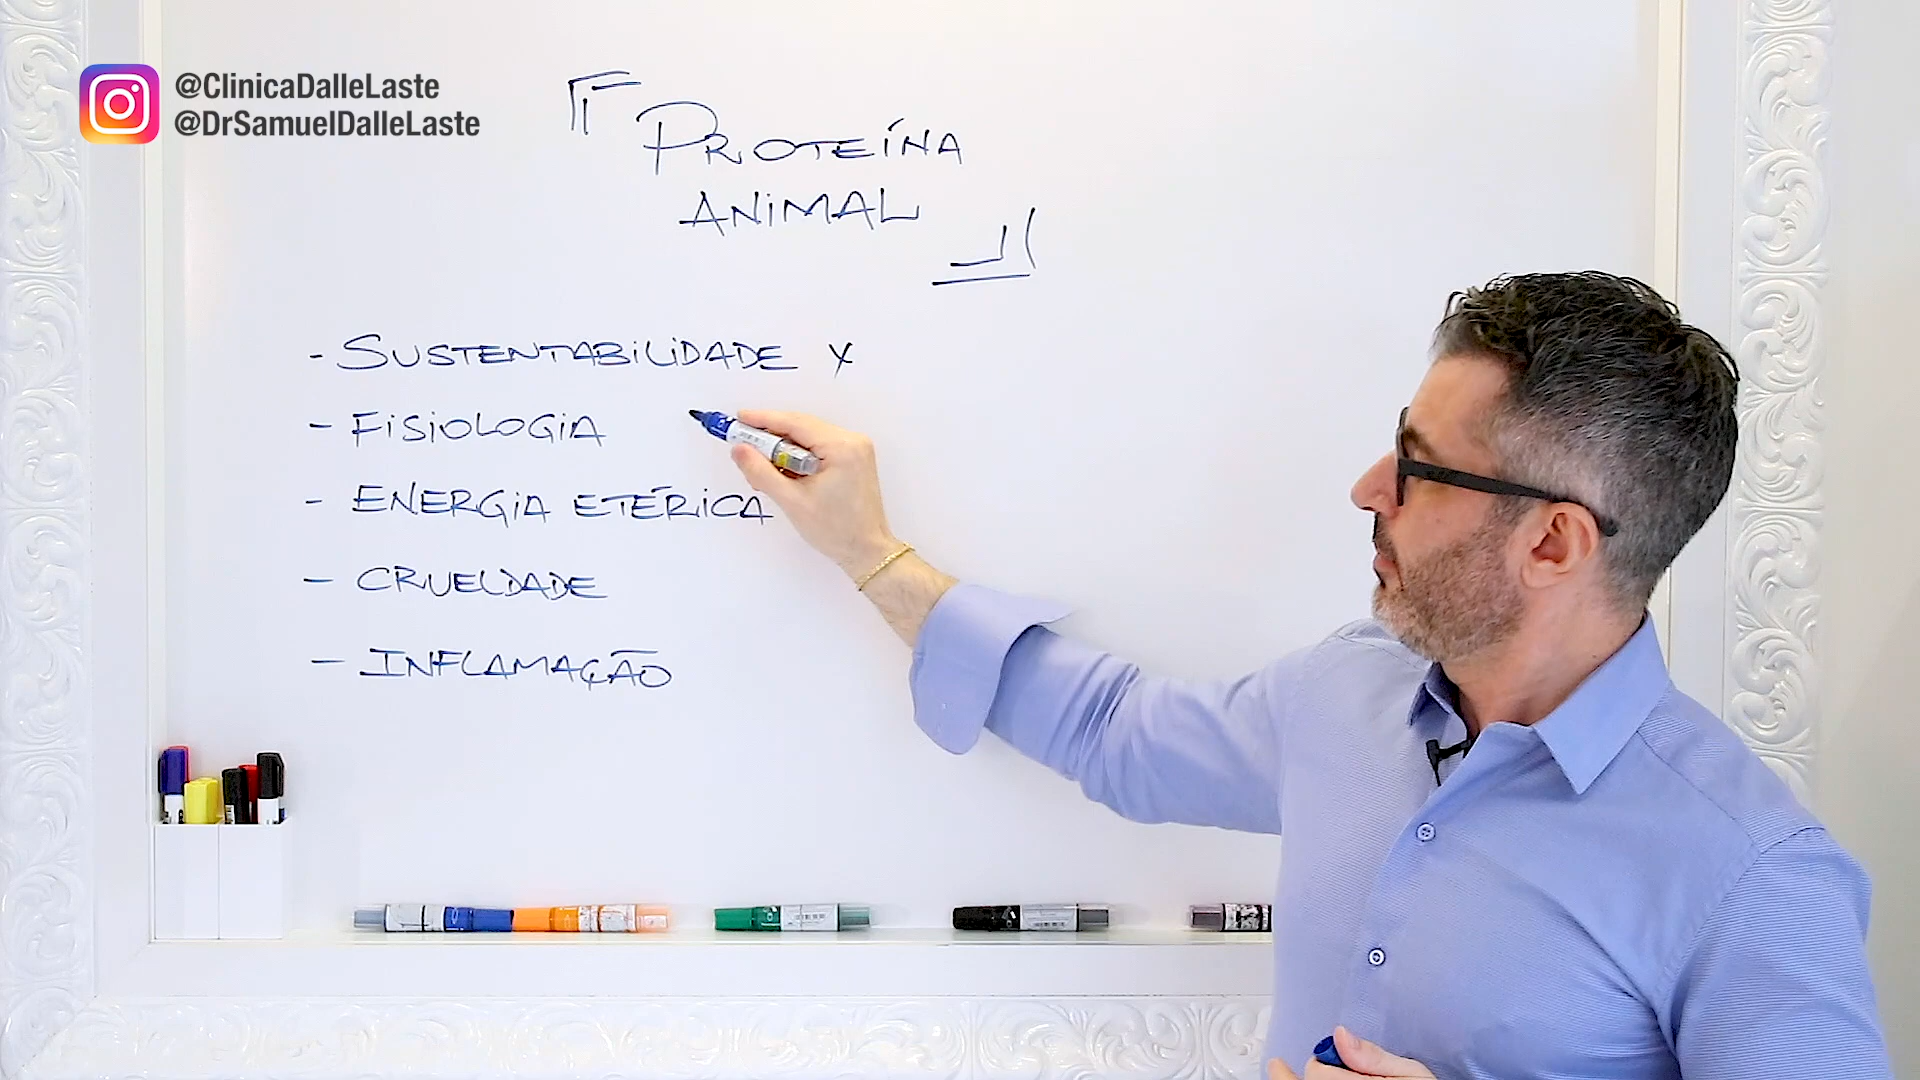 @ClinicaDalleLaste
@DrSamuelDalleLaste
PROTEÍNA
ANIMAL
- SUSTENTABILIDADE X
- FISIOLOGIA
- ENERGIA ETÉRICA
- CRUELDADE
- INFLAMAÇÃO